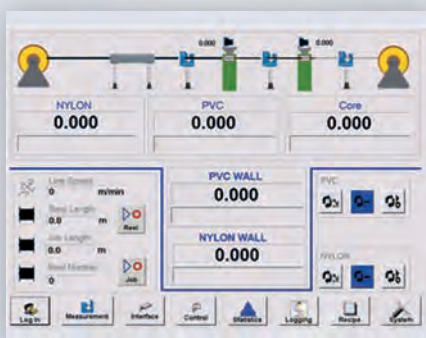 0.000 0.000
NYLON PVC Core
0.000 0.000 0.000
PVC WALL
0.000
NYLON WALL
0.000
Line Speed
0 m/min
Reel Length
0.0 m
Reel
Job Length
0.0 m
Reel Number
0
Job
PVC
NYLON
Log In Measurement Interface Control Statistics Logging Recipe System